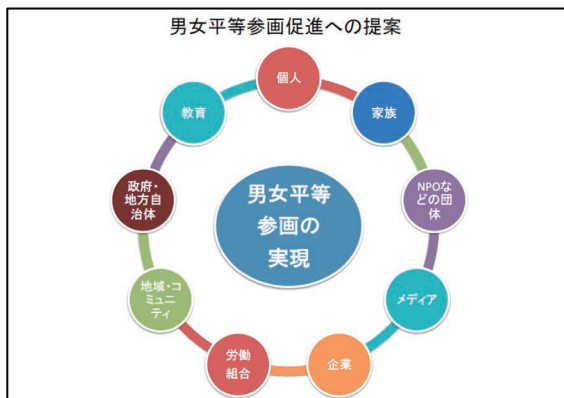 男女平等参画促進への提案
個人
家族
NPOな
どの団
体
メディア
企業
労働
組合
地域・コ
ミュニ
ティ
政府・
地方自
治体
教育
男女平等
参画の
実現